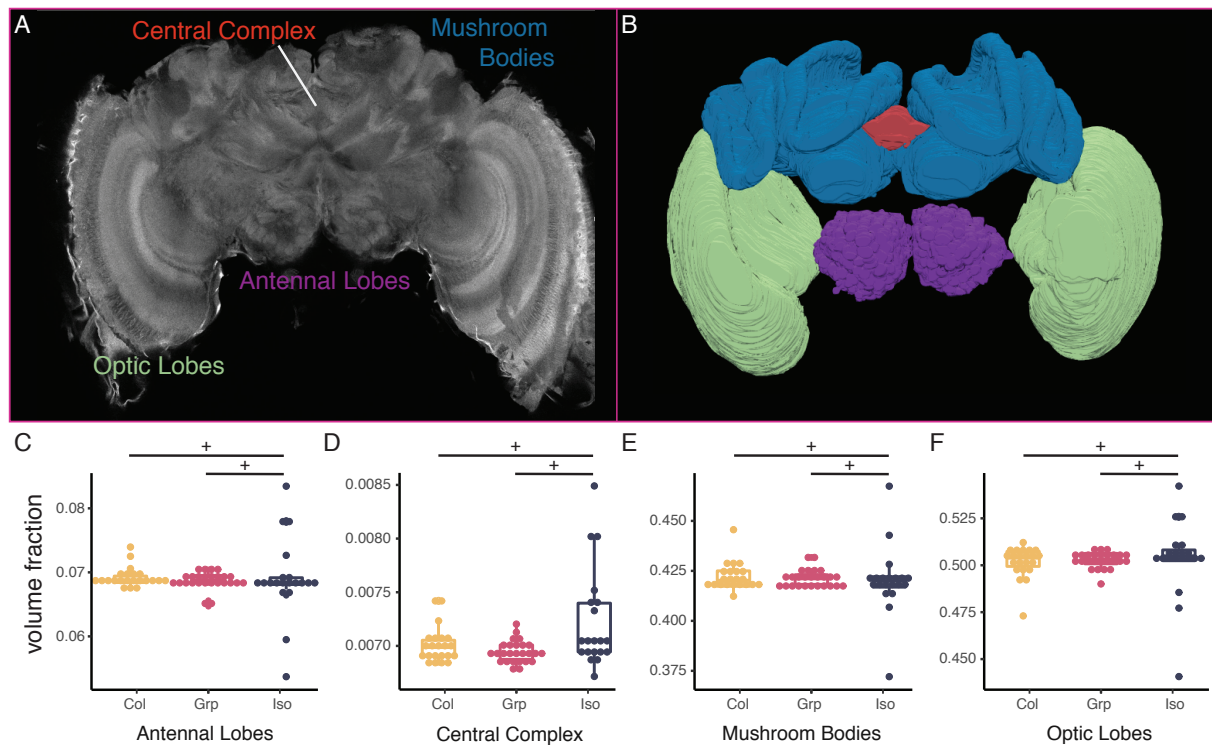 A
Central Complex
Mushroom
Bodies
Antennal Lobes
Optic Lobes
B
C
+
+
volume fraction
0.08
0.07
0.06
Col Grp Iso
Antennal Lobes
D
+
+
0.0085
0.0080
0.0075
0.0070
Col Grp Iso
Central Complex
E
+
+
0.450
0.425
0.400
0.375
Col Grp Iso
Mushroom Bodies
F
+
+
0.525
0.500
0.475
0.450
Col Grp Iso
Optic Lobes